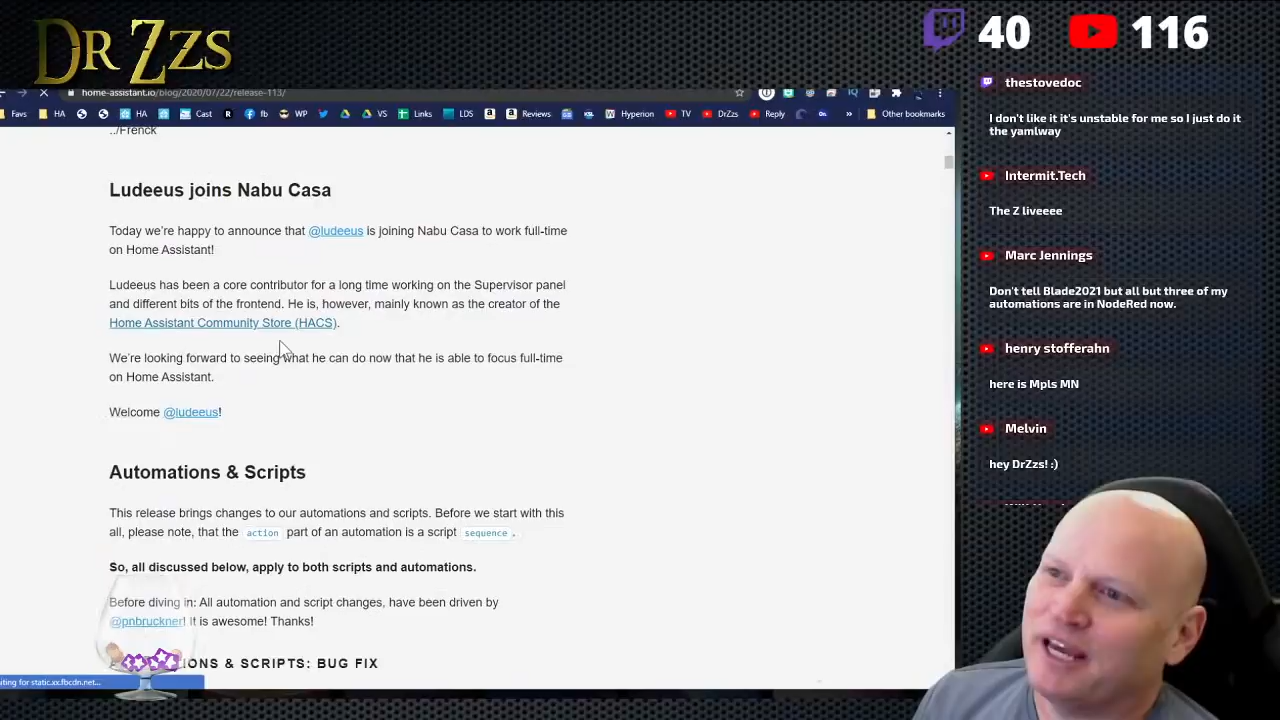 DrZzs
40
116
home-assistant.io/blog/2020/07/22/release-113/
Favs
HA
HA
Cast
fb
WP
VS
Links
LDS
Reviews
Hyperion
TV
DrZzs
Reply
»
Other bookmarks
../Frenck
Ludeeus joins Nabu Casa
Today we're happy to announce that @ludeeus is joining Nabu Casa to work full-time
on Home Assistant!
Ludeeus has been a core contributor for a long time working on the Supervisor panel
and different bits of the frontend. He is, however, mainly known as the creator of the
Home Assistant Community Store (HACS).
We're looking forward to seeing what he can do now that he is able to focus full-time
on Home Assistant.
Welcome @ludeeus!
Automations & Scripts
This release brings changes to our automations and scripts. Before we start with this
all, please note, that the action part of an automation is a script sequence.
So, all discussed below, apply to both scripts and automations.
Before diving in: All automation and script changes, have been driven by
@pnbruckner! It is awesome! Thanks!
IONS & SCRIPTS: BUG FIX
iting for static.xx.fbcdn.net...
thestovedoc
I don't like it it's unstable for me so I just do it
the yamlway
Intermit.Tech
The Z liveeee
Marc Jennings
Don't tell Blade2021 but all but three of my
automations are in NodeRed now.
henry stofferahn
here is Mpls MN
Melvin
hey DrZzs! :)